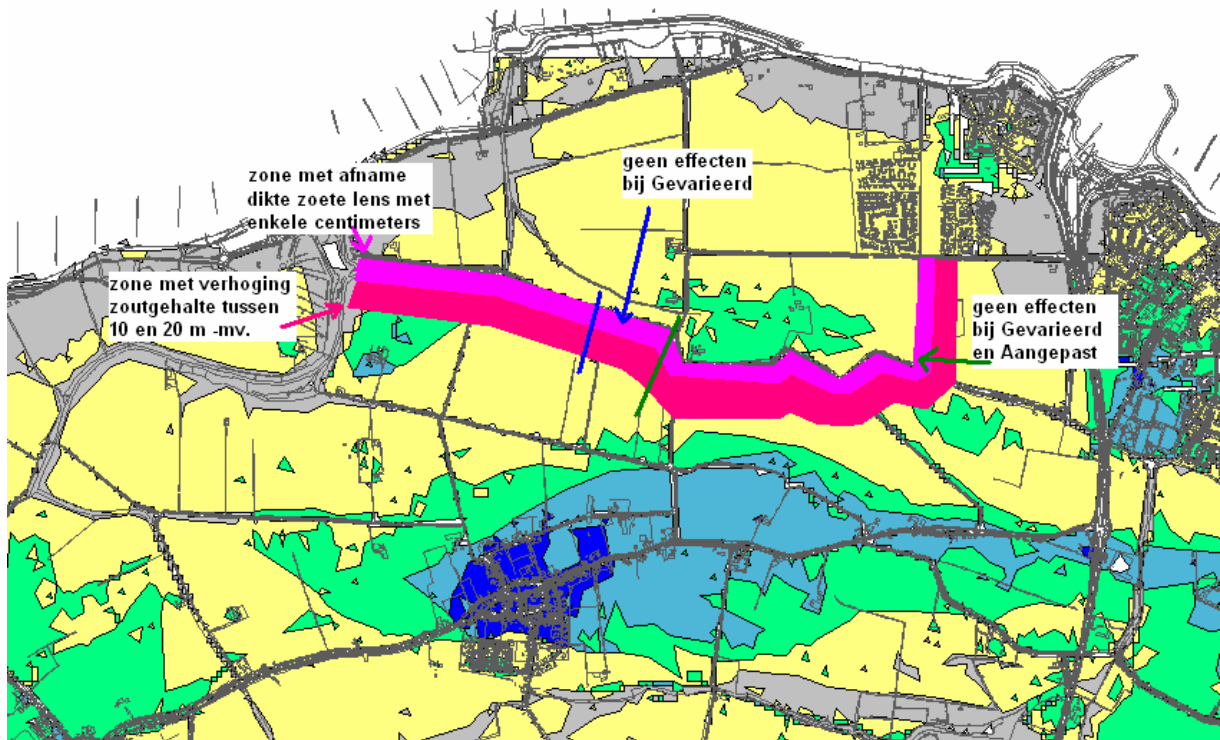 zone met afname
dikte zoete lens met
enkele centimeters
geen effecten
bij Gevarieerd
zone met verhoging
zoutgehalte tussen
10 en 20 m -mv.
geen effecten
bij Gevarieerd
en Aangepast